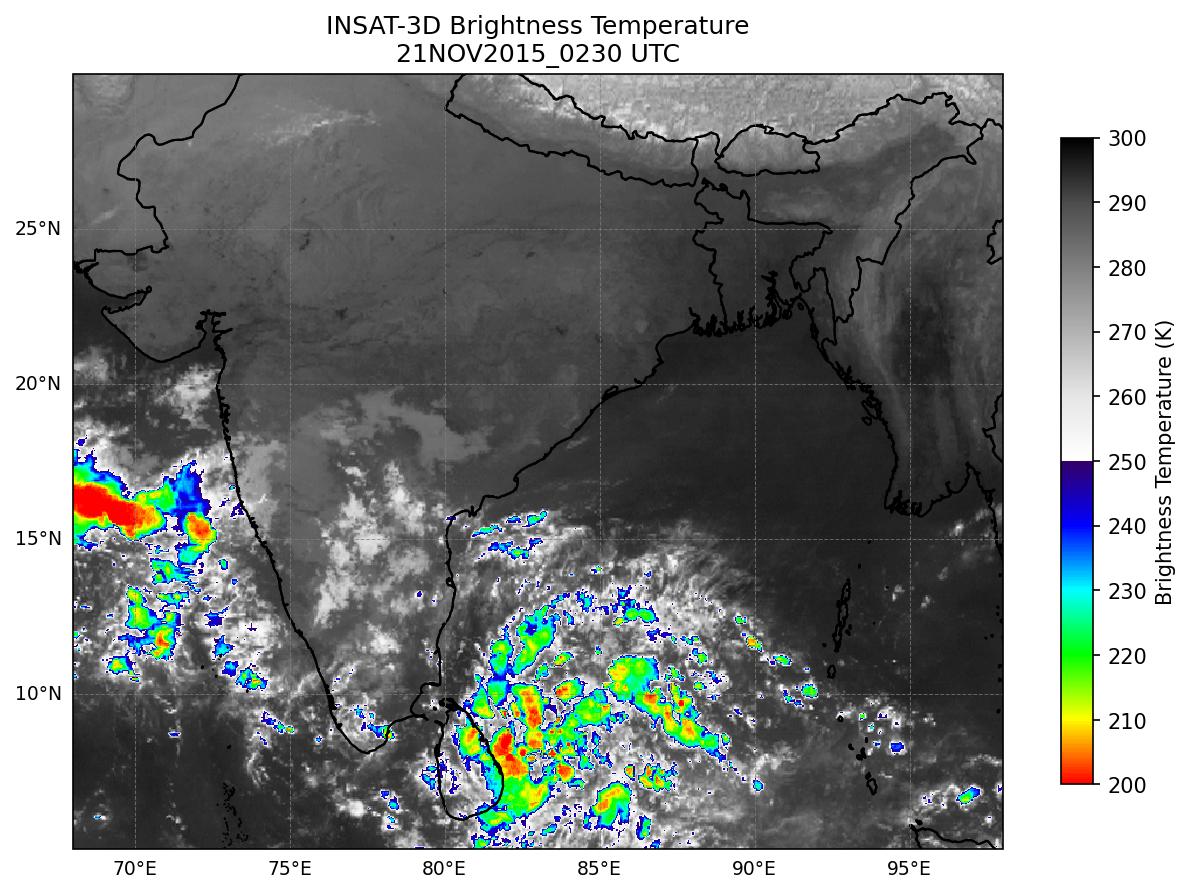 INSAT-3D Brightness Temperature
21NOV2015_0230 UTC
25°N
20°N
15°N
10°N
70°E
75°E
80°E
85°E
90°E
95°E
300
290
280
270
260
250
240
230
220
210
200
Brightness Temperature (K)